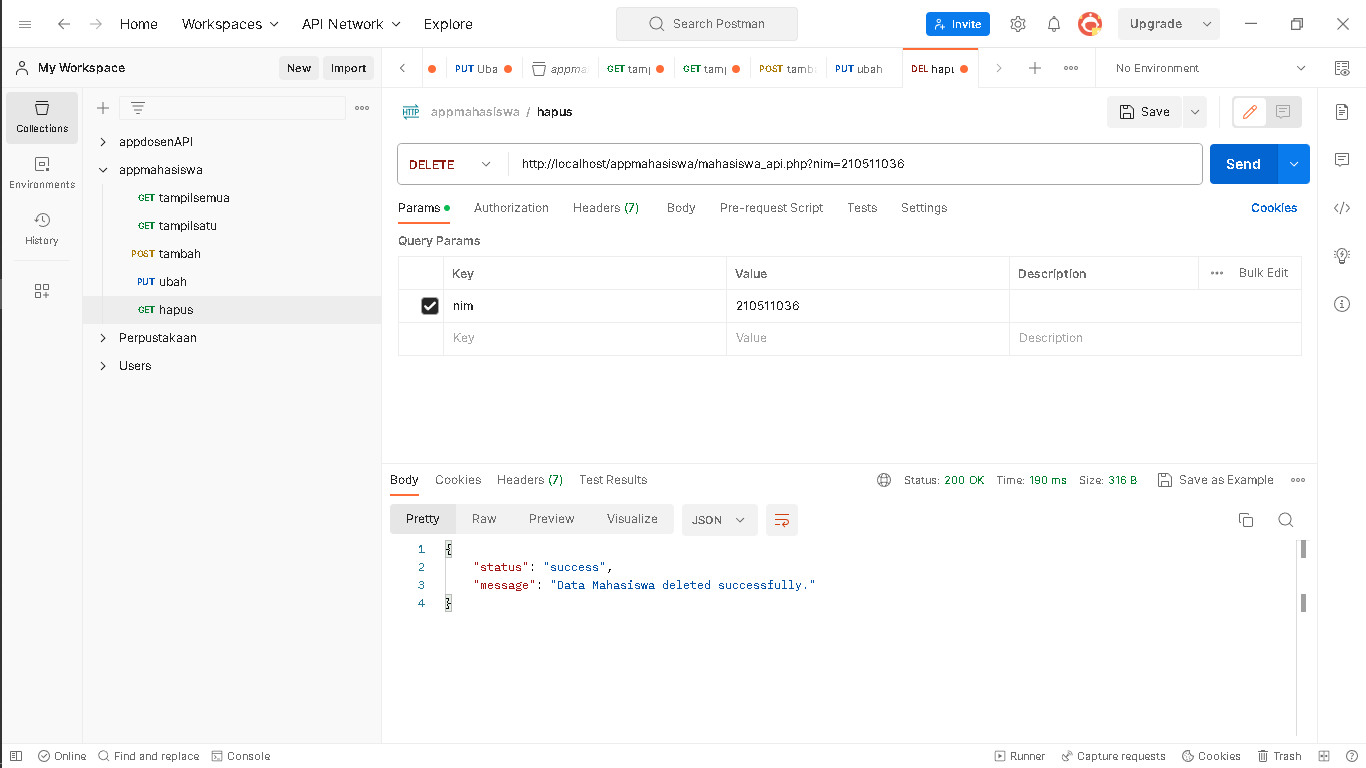 Home Workspaces API Network Explore Search Postman Invite Upgrade
My Workspace New Import PUT Uba appma GET tam GET tam POST tamb PUT ubah DEL hapu No Environment
Collections
Environments
History
appdosenAPI
appmahasiswa
GET tampilsemua
GET tampilsatu
POST tambah
PUT ubah
GET hapus
Perpustakaan
Users
HTTP appmahasiswa / hapus Save
DELETE http://localhost/appmahasiswa/mahasiswa_api.php?nim=210511036 Send
Params Authorization Headers (7) Body Pre-request Script Tests Settings Cookies
Query Params
Key Value Description Bulk Edit
nim 210511036
Key Value Description
Body Cookies Headers (7) Test Results Status: 200 OK Time: 190 ms Size: 316 B Save as Example
Pretty Raw Preview Visualize JSON
1 {
2 "status": "success",
3 "message": "Data Mahasiswa deleted successfully."
4 }
Online Find and replace Console Runner Capture requests Cookies Trash